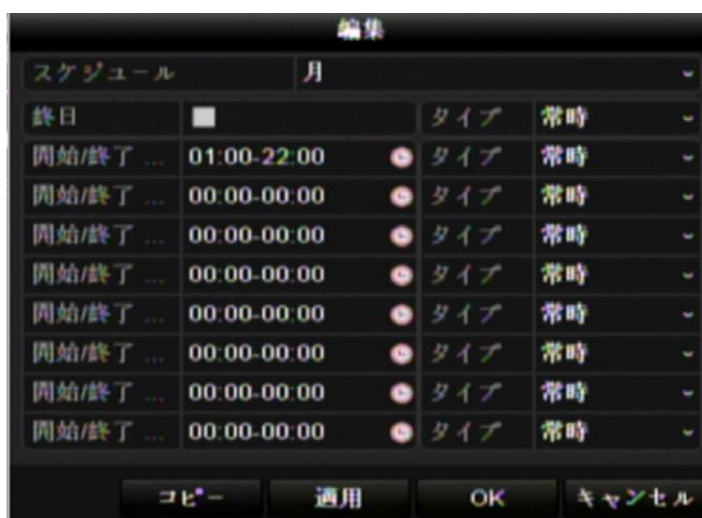 編集
スケジュール 月
終日 タイプ 常時
開始/終了 ... 01:00-22:00 タイプ 常時
開始/終了 ... 00:00-00:00 タイプ 常時
開始/終了 ... 00:00-00:00 タイプ 常時
開始/終了 ... 00:00-00:00 タイプ 常時
開始/終了 ... 00:00-00:00 タイプ 常時
開始/終了 ... 00:00-00:00 タイプ 常時
開始/終了 ... 00:00-00:00 タイプ 常時
開始/終了 ... 00:00-00:00 タイプ 常時
コピー 適用 OK キャンセル